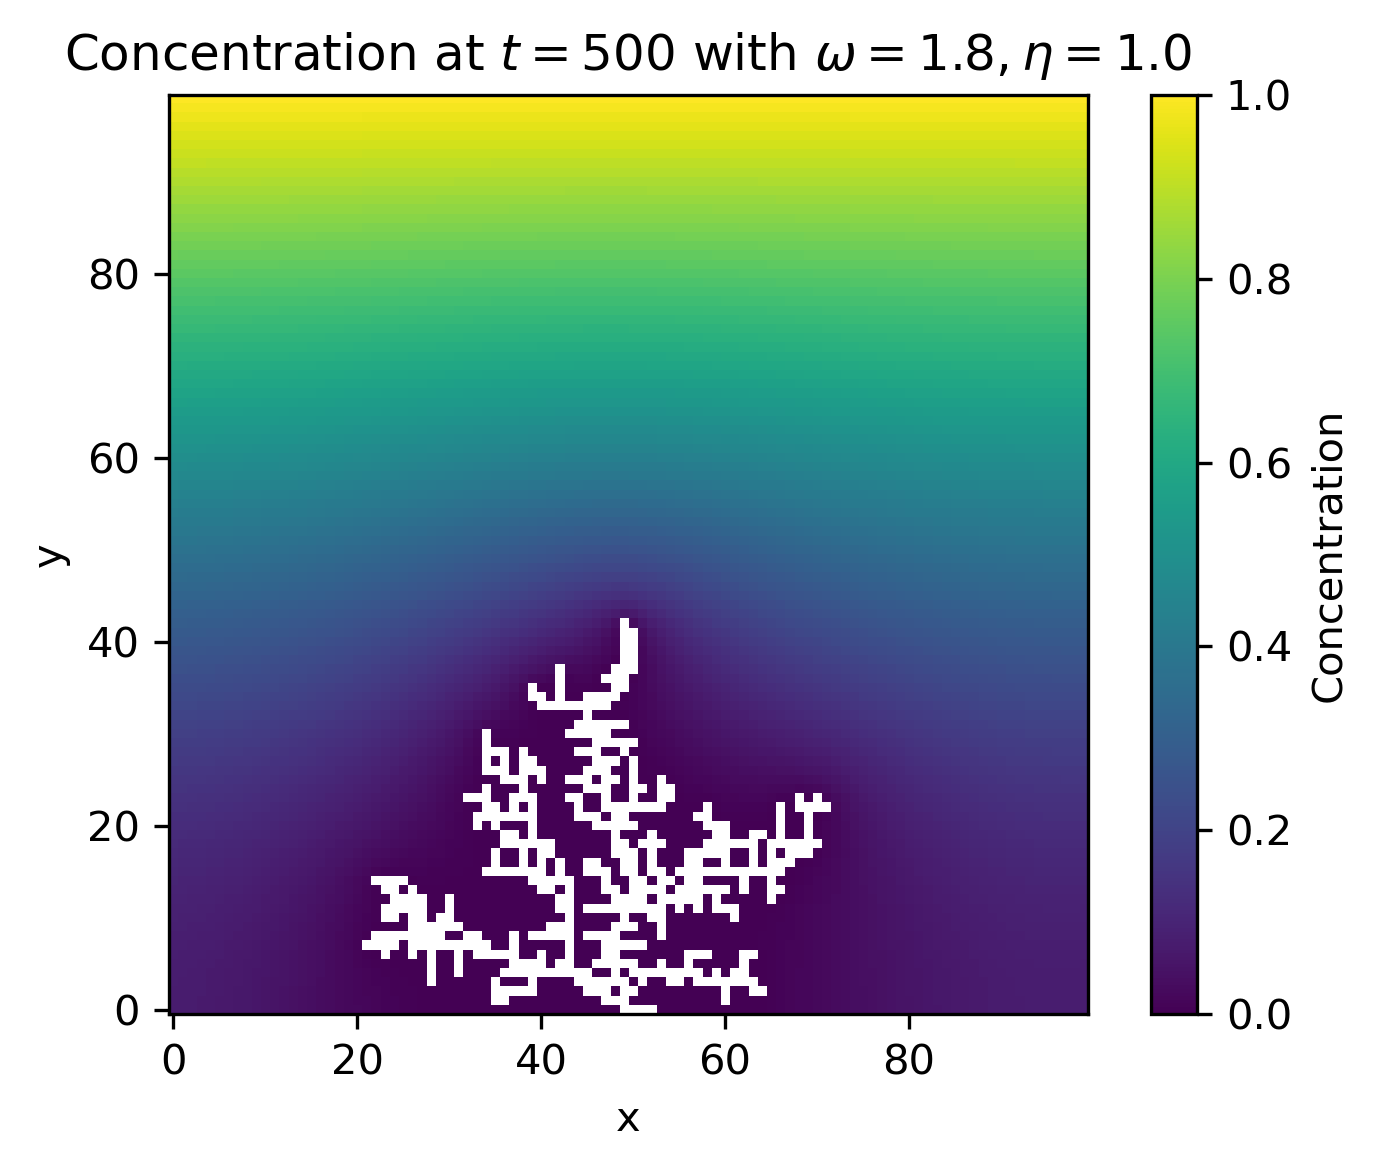 Concentration at t = 500 with ω = 1.8, η = 1.0
y
80
60
40
20
0
0 20 40 60 80
x
1.0
0.8
0.6
0.4
0.2
0.0
Concentration